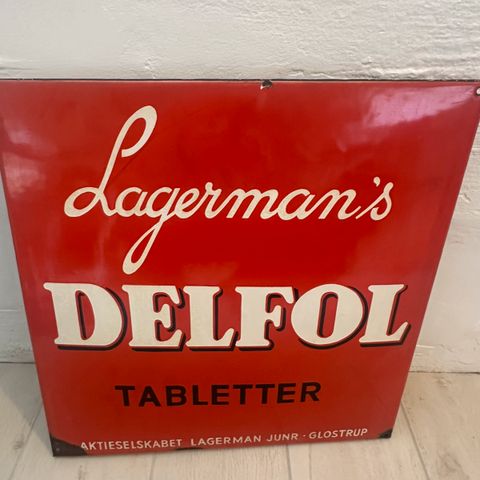 Lagerman's
DELFOL
TABLETTER
AKTIESELSKABET LAGERMAN JUNR · GLOSTRUP